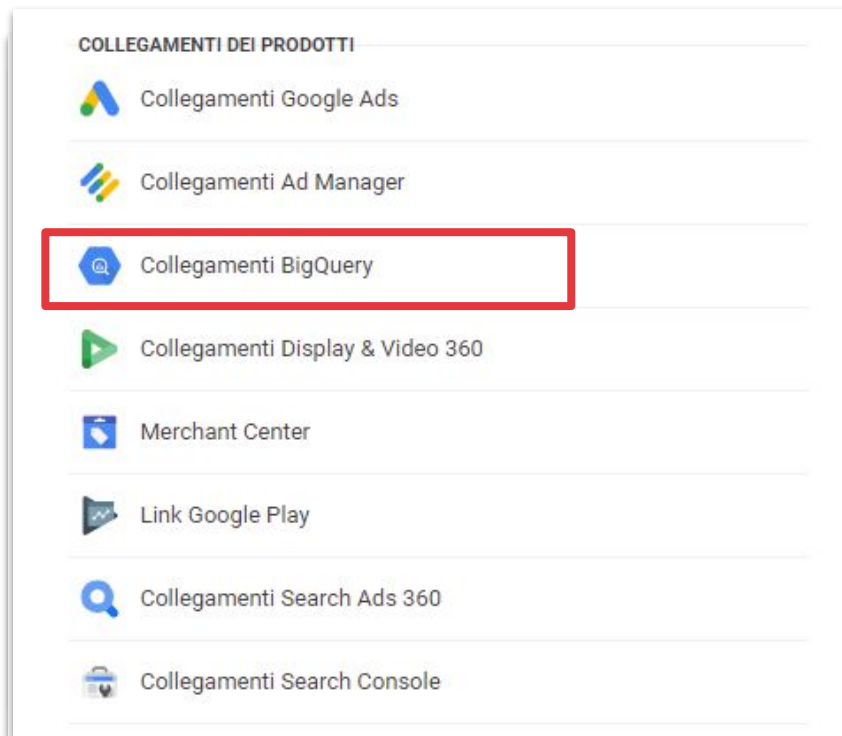 COLLEGAMENTI DEI PRODOTTI
Collegamenti Google Ads
Collegamenti Ad Manager
Collegamenti BigQuery
Collegamenti Display & Video 360
Merchant Center
Link Google Play
Collegamenti Search Ads 360
Collegamenti Search Console